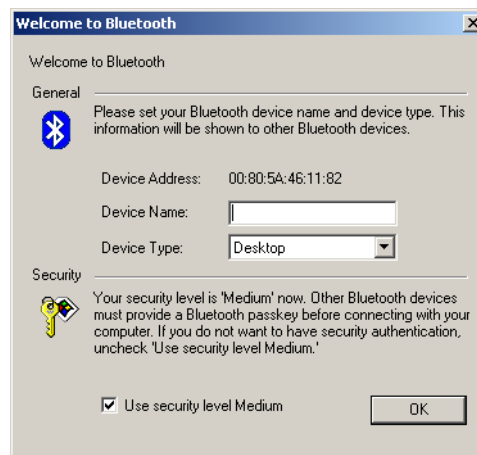 Welcome to Bluetooth
Welcome to Bluetooth
General
Please set your Bluetooth device name and device type. This
information will be shown to other Bluetooth devices.
Device Address: 00:80:5A:46:11:82
Device Name:
Device Type: Desktop
Security
Your security level is 'Medium' now. Other Bluetooth devices
must provide a Bluetooth passkey before connecting with your
computer. If you do not want to have security authentication,
uncheck 'Use security level Medium.'
Use security level Medium
OK